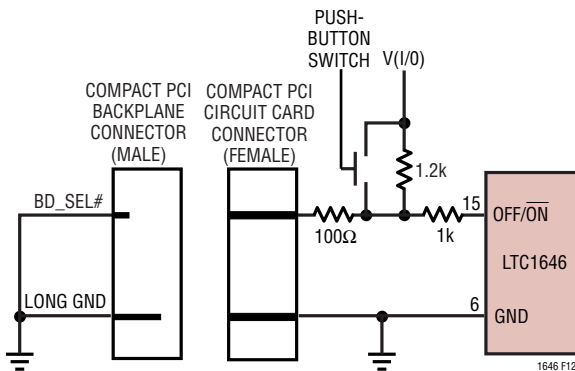 PUSH-
BUTTON
SWITCH
V(I/0)
COMPACT PCI
BACKPLANE
CONNECTOR
(MALE)
COMPACT PCI
CIRCUIT CARD
CONNECTOR
(FEMALE)
1.2k
BD_SEL#
15
OFF/ON
100Ω
1k
LTC1646
LONG GND
6
GND
1646 F12